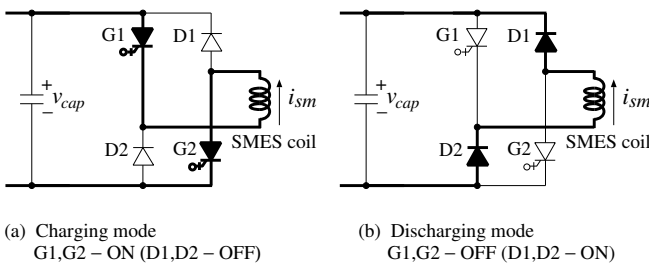 G1
D1
+
v_cap
−
i_sm
SMES coil
D2
G2
G1
D1
+
v_cap
−
i_sm
SMES coil
D2
G2
(a) Charging mode
G1,G2 − ON (D1,D2 − OFF)
(b) Discharging mode
G1,G2 − OFF (D1,D2 − ON)